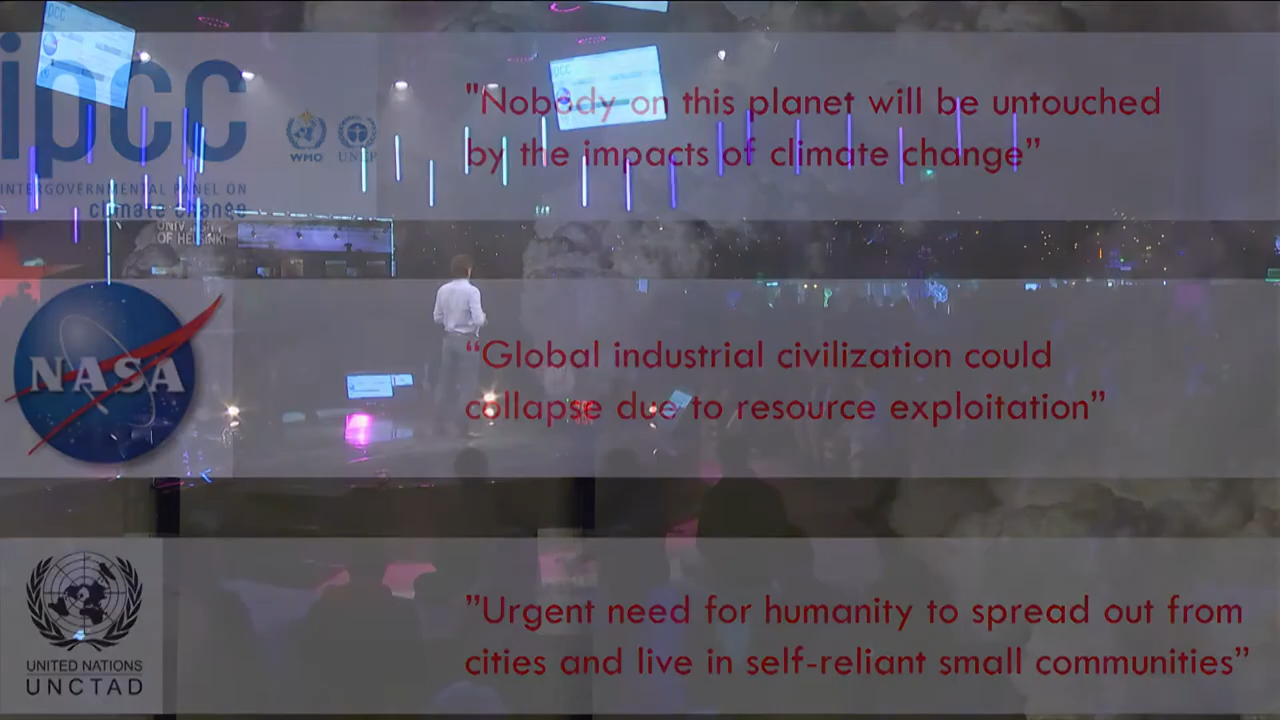 ipcc
INTERGOVERNMENTAL PANEL ON
climate change
WMO UNEP
"Nobody on this planet will be untouched
by the impacts of climate change”
UNIVERSITY
OF HELSINKI
NASA
“Global industrial civilization could
collapse due to resource exploitation”
UNITED NATIONS
UNCTAD
”Urgent need for humanity to spread out from
cities and live in self-reliant small communities”